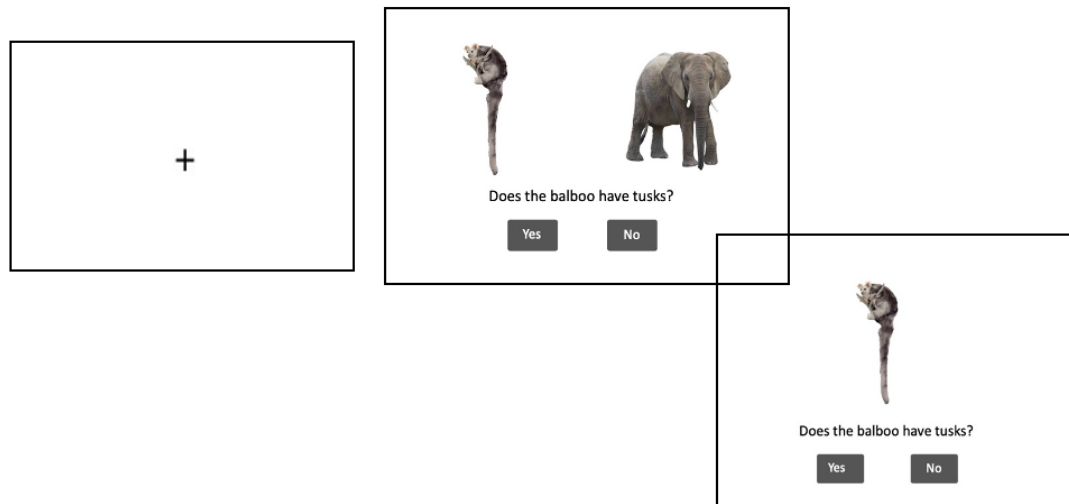 +
Does the balboo have tusks?
Yes No
Does the balboo have tusks?
Yes No